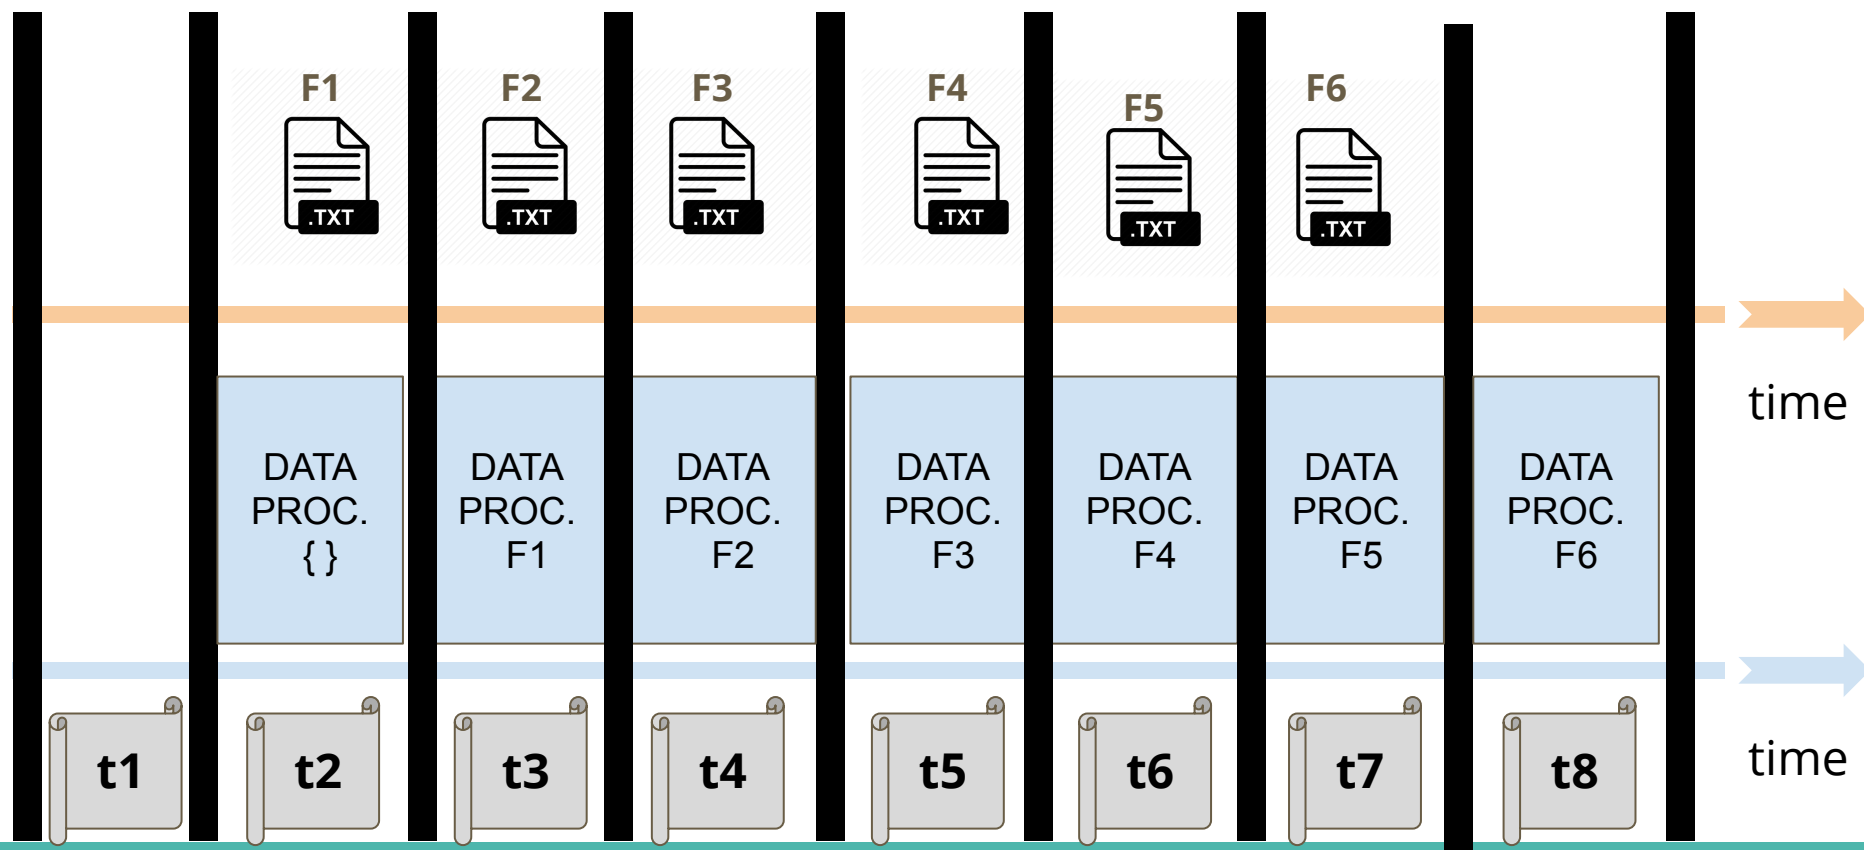 F1
F2
F3
F4
F5
F6
.TXT
.TXT
.TXT
.TXT
.TXT
.TXT
time
DATA
PROC.
{ }
DATA
PROC.
F1
DATA
PROC.
F2
DATA
PROC.
F3
DATA
PROC.
F4
DATA
PROC.
F5
DATA
PROC.
F6
t1
t2
t3
t4
t5
t6
t7
t8
time